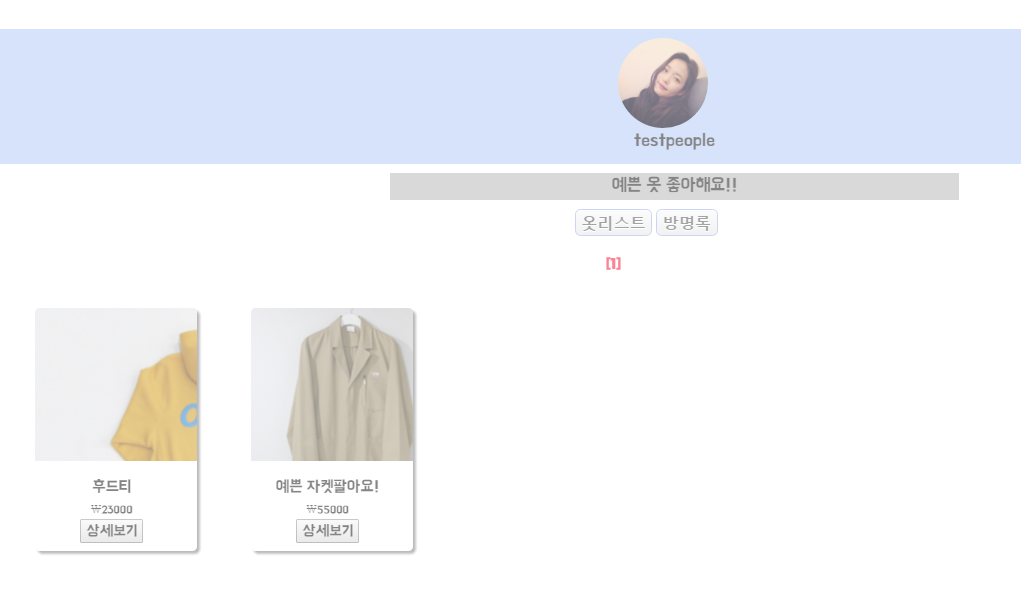 testpeople
예쁜 옷 좋아해요!!
옷리스트 방명록
[1]
후드티
₩23000
상세보기
예쁜 자켓팔아요!
₩55000
상세보기